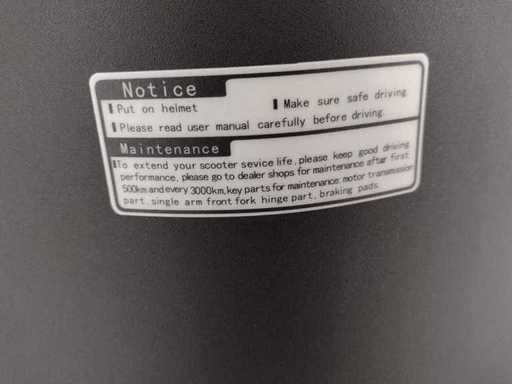 Notice
Put on helmet
Make sure safe driving.
Please read user manual carefully before driving.
Maintenance
To extend your scooter sevice life, please keep good driving
performance, please go to dealer shops for maintenance after first
500km and every 3000km, key parts for maintenance: motor transmission
part, single arm front fork hinge part, braking pads.